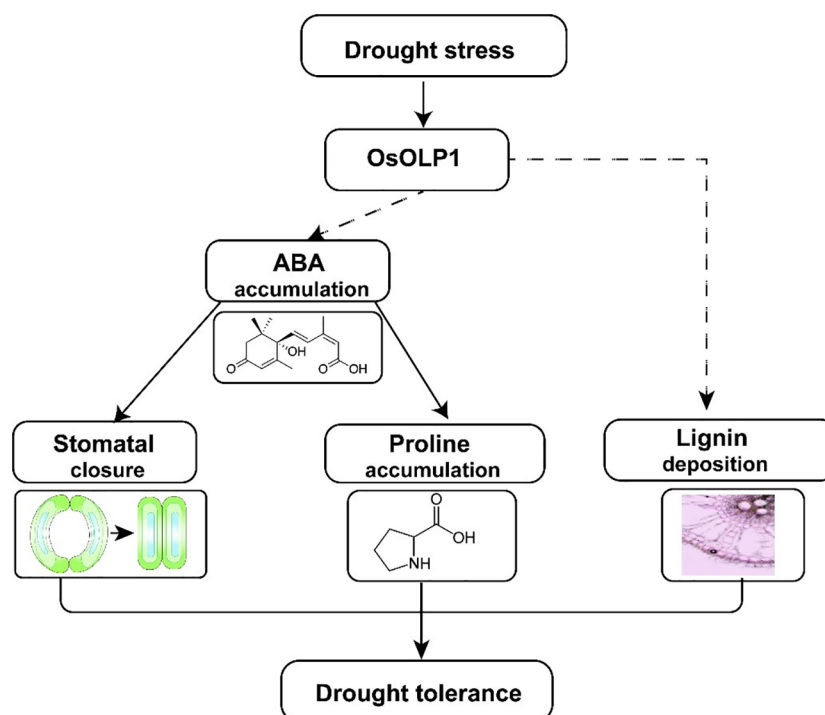 Drought stress
OsOLP1
ABA
accumulation
OH
O
O
OH
Stomatal
closure
Proline
accumulation
Lignin
deposition
O
OH
NH
Drought tolerance